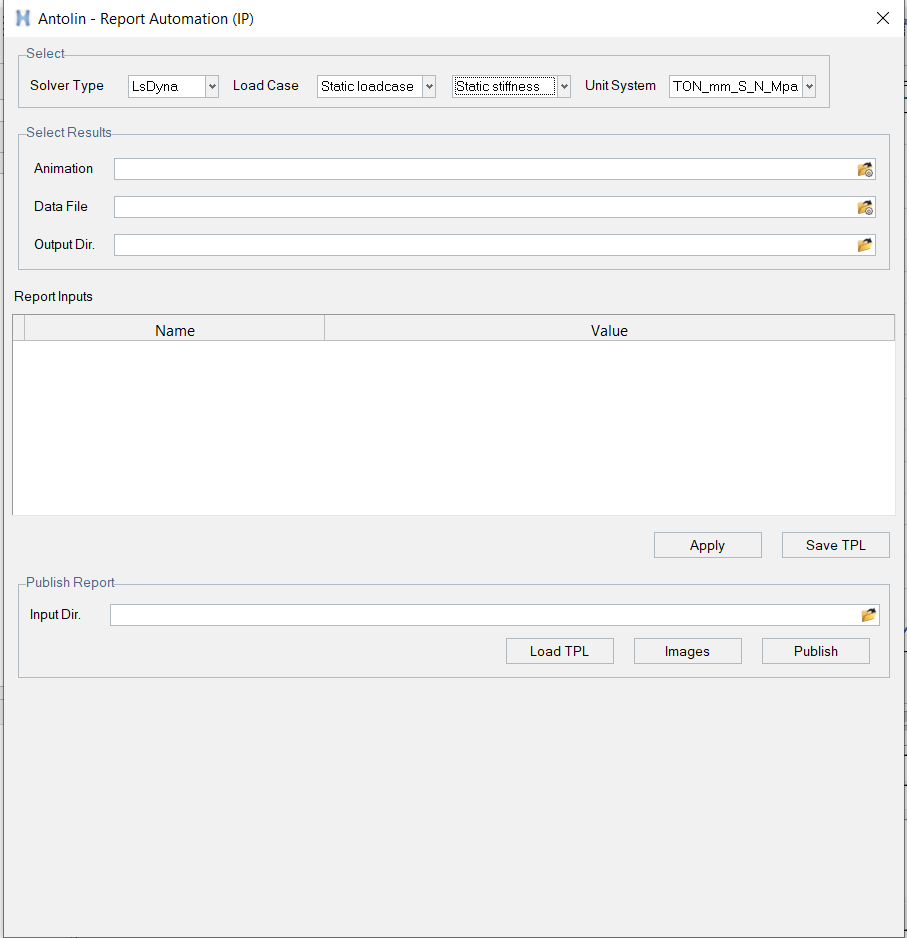 Antolin - Report Automation (IP)
Select
Solver Type LsDyna Load Case Static loadcase Static stiffness Unit System TON_mm_S_N_Mpa
Select Results
Animation
Data File
Output Dir.
Report Inputs
Name Value
Apply Save TPL
Publish Report
Input Dir.
Load TPL Images Publish